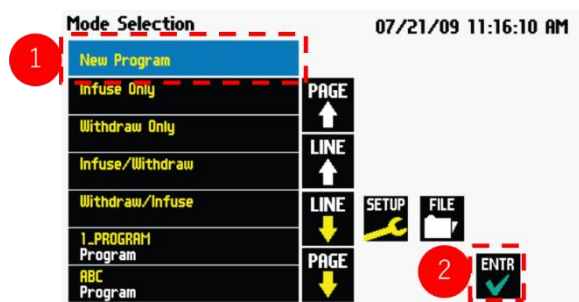 Mode Selection 07/21/09 11:16:10 AM
1
New Program
Infuse Only
Withdraw Only
Infuse/Withdraw
Withdraw/Infuse
1_PROGRAM
Program
ABC
Program
PAGE
LINE
LINE
PAGE
SETUP FILE
2
ENTR